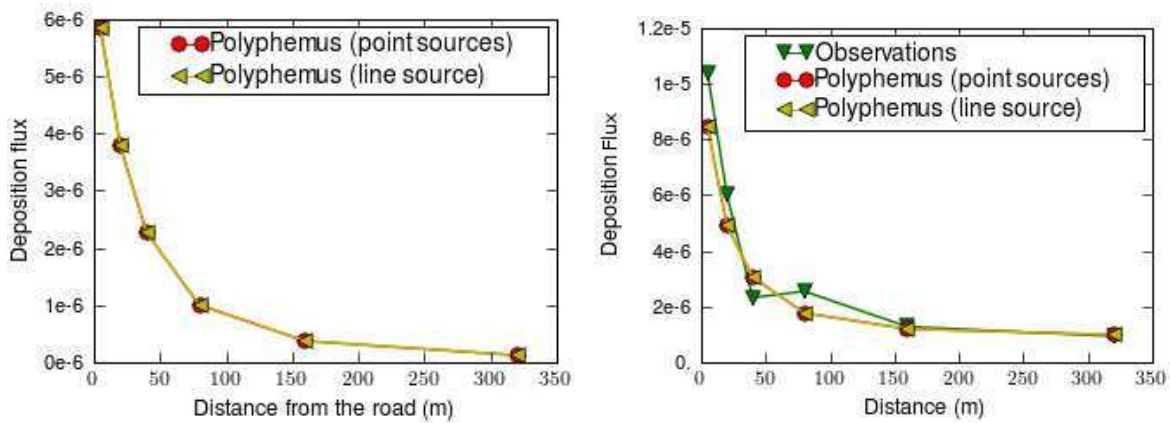 6e-6
5e-6
4e-6
3e-6
2e-6
1e-6
0e-6
Deposition flux
Polyphemus (point sources)
Polyphemus (line source)
0 50 100 150 200 250 300 350
Distance from the road (m)
1.2e-5
1e-5
8e-6
6e-6
4e-6
2e-6
0.
Deposition Flux
Observations
Polyphemus (point sources)
Polyphemus (line source)
0 50 100 150 200 250 300 350
Distance (m)